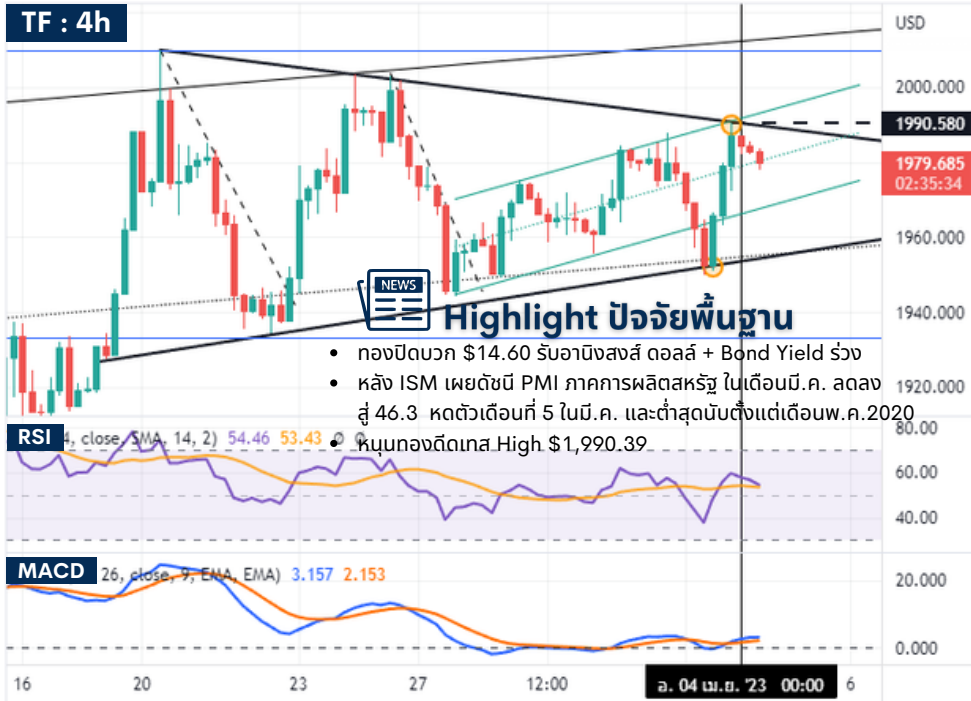 TF : 4h
USD
2000.000
1990.580
1979.685
02:35:34
1960.000
1940.000
1920.000
NEWS
Highlight ปัจจัยพื้นฐาน
• ทองปิดบวก $14.60 รับอานิงสงส์ ดอลล์ + Bond Yield ร่วง
• หลัง ISM เผยดัชนี PMI ภาคการผลิตสหรัฐ ในเดือนมี.ค. ลดลง
สู่ 46.3 หดตัวเดือนที่ 5 ในมี.ค. และต่ำสุดนับตั้งแต่เดือนพ.ค.2020
• หนุนทองดีดเทส High $1,990.39
RSI 4, close, SMA, 14, 2) 54.46 53.43 Ø Ø
80.00
60.00
40.00
MACD 26, close, 9, EMA, EMA) 3.157 2.153
20.000
0.000
16 20 23 27 12:00 อ. 04 เม.ย. '23 00:00 6